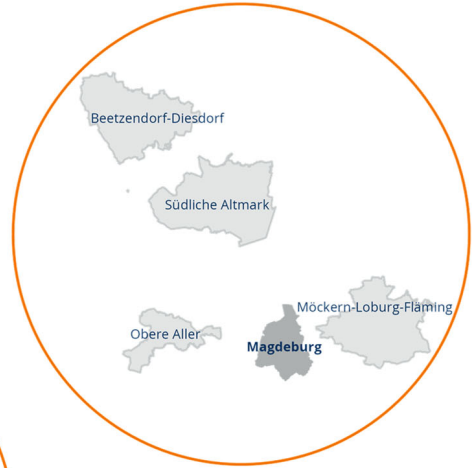 Beetzendorf-Diesdorf
Südliche Altmark
Möckern-Loburg-Fläming
Obere Aller
Magdeburg